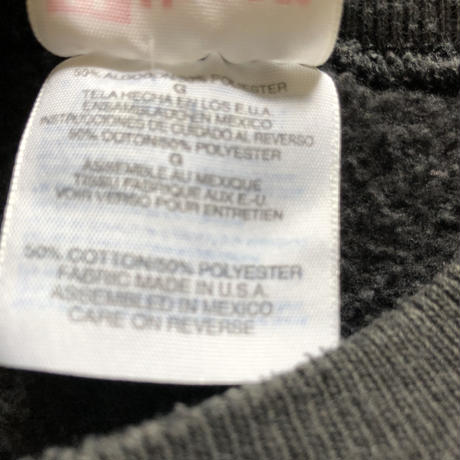 50% ALGODON/50% POLYESTER
G
TELA HECHA EN LOS E.U.A.
ENSAMBLADO EN MEXICO
INSTRUCCIONES DE CUIDADO AL REVERSO
50% COTON/50% POLYESTER
G
ASSEMBLE AU MEXIQUE
TISSU FABRIQUE AUX E.-U.
VOIR VERSO POUR ENTRETIEN
50% COTTON/50% POLYESTER
FABRIC MADE IN U.S.A.
ASSEMBLED IN MEXICO
CARE ON REVERSE